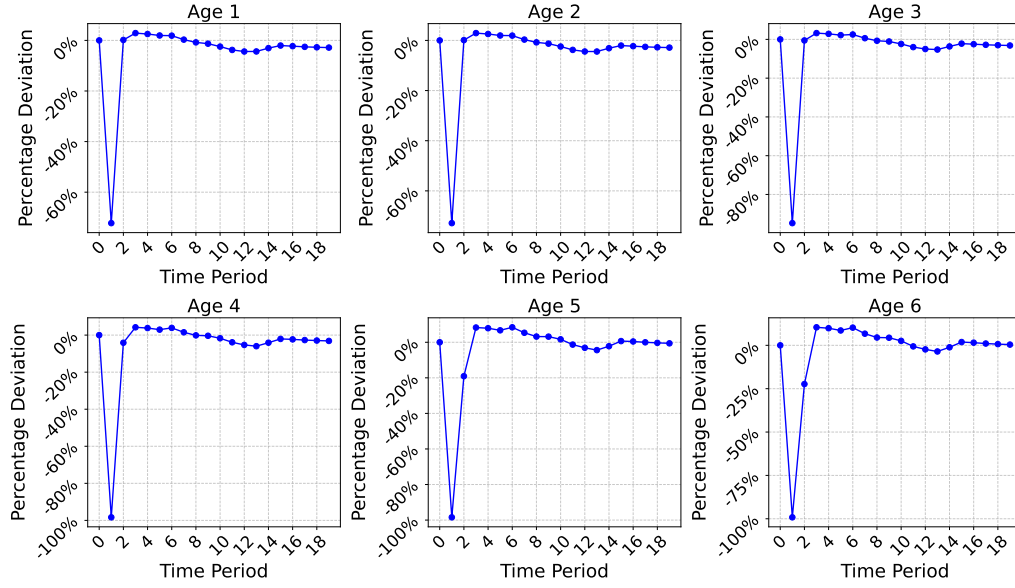 Age 1
Percentage Deviation
0%
-20%
-40%
-60%
0 2 4 6 8 10 12 14 16 18
Time Period
Age 2
Percentage Deviation
0%
-20%
-40%
-60%
0 2 4 6 8 10 12 14 16 18
Time Period
Age 3
Percentage Deviation
0%
-20%
-40%
-60%
-80%
0 2 4 6 8 10 12 14 16 18
Time Period
Age 4
Percentage Deviation
0%
-20%
-40%
-60%
-80%
-100%
0 2 4 6 8 10 12 14 16 18
Time Period
Age 5
Percentage Deviation
0%
-20%
-40%
-60%
-80%
-100%
0 2 4 6 8 10 12 14 16 18
Time Period
Age 6
Percentage Deviation
0%
-25%
-50%
-75%
-100%
0 2 4 6 8 10 12 14 16 18
Time Period